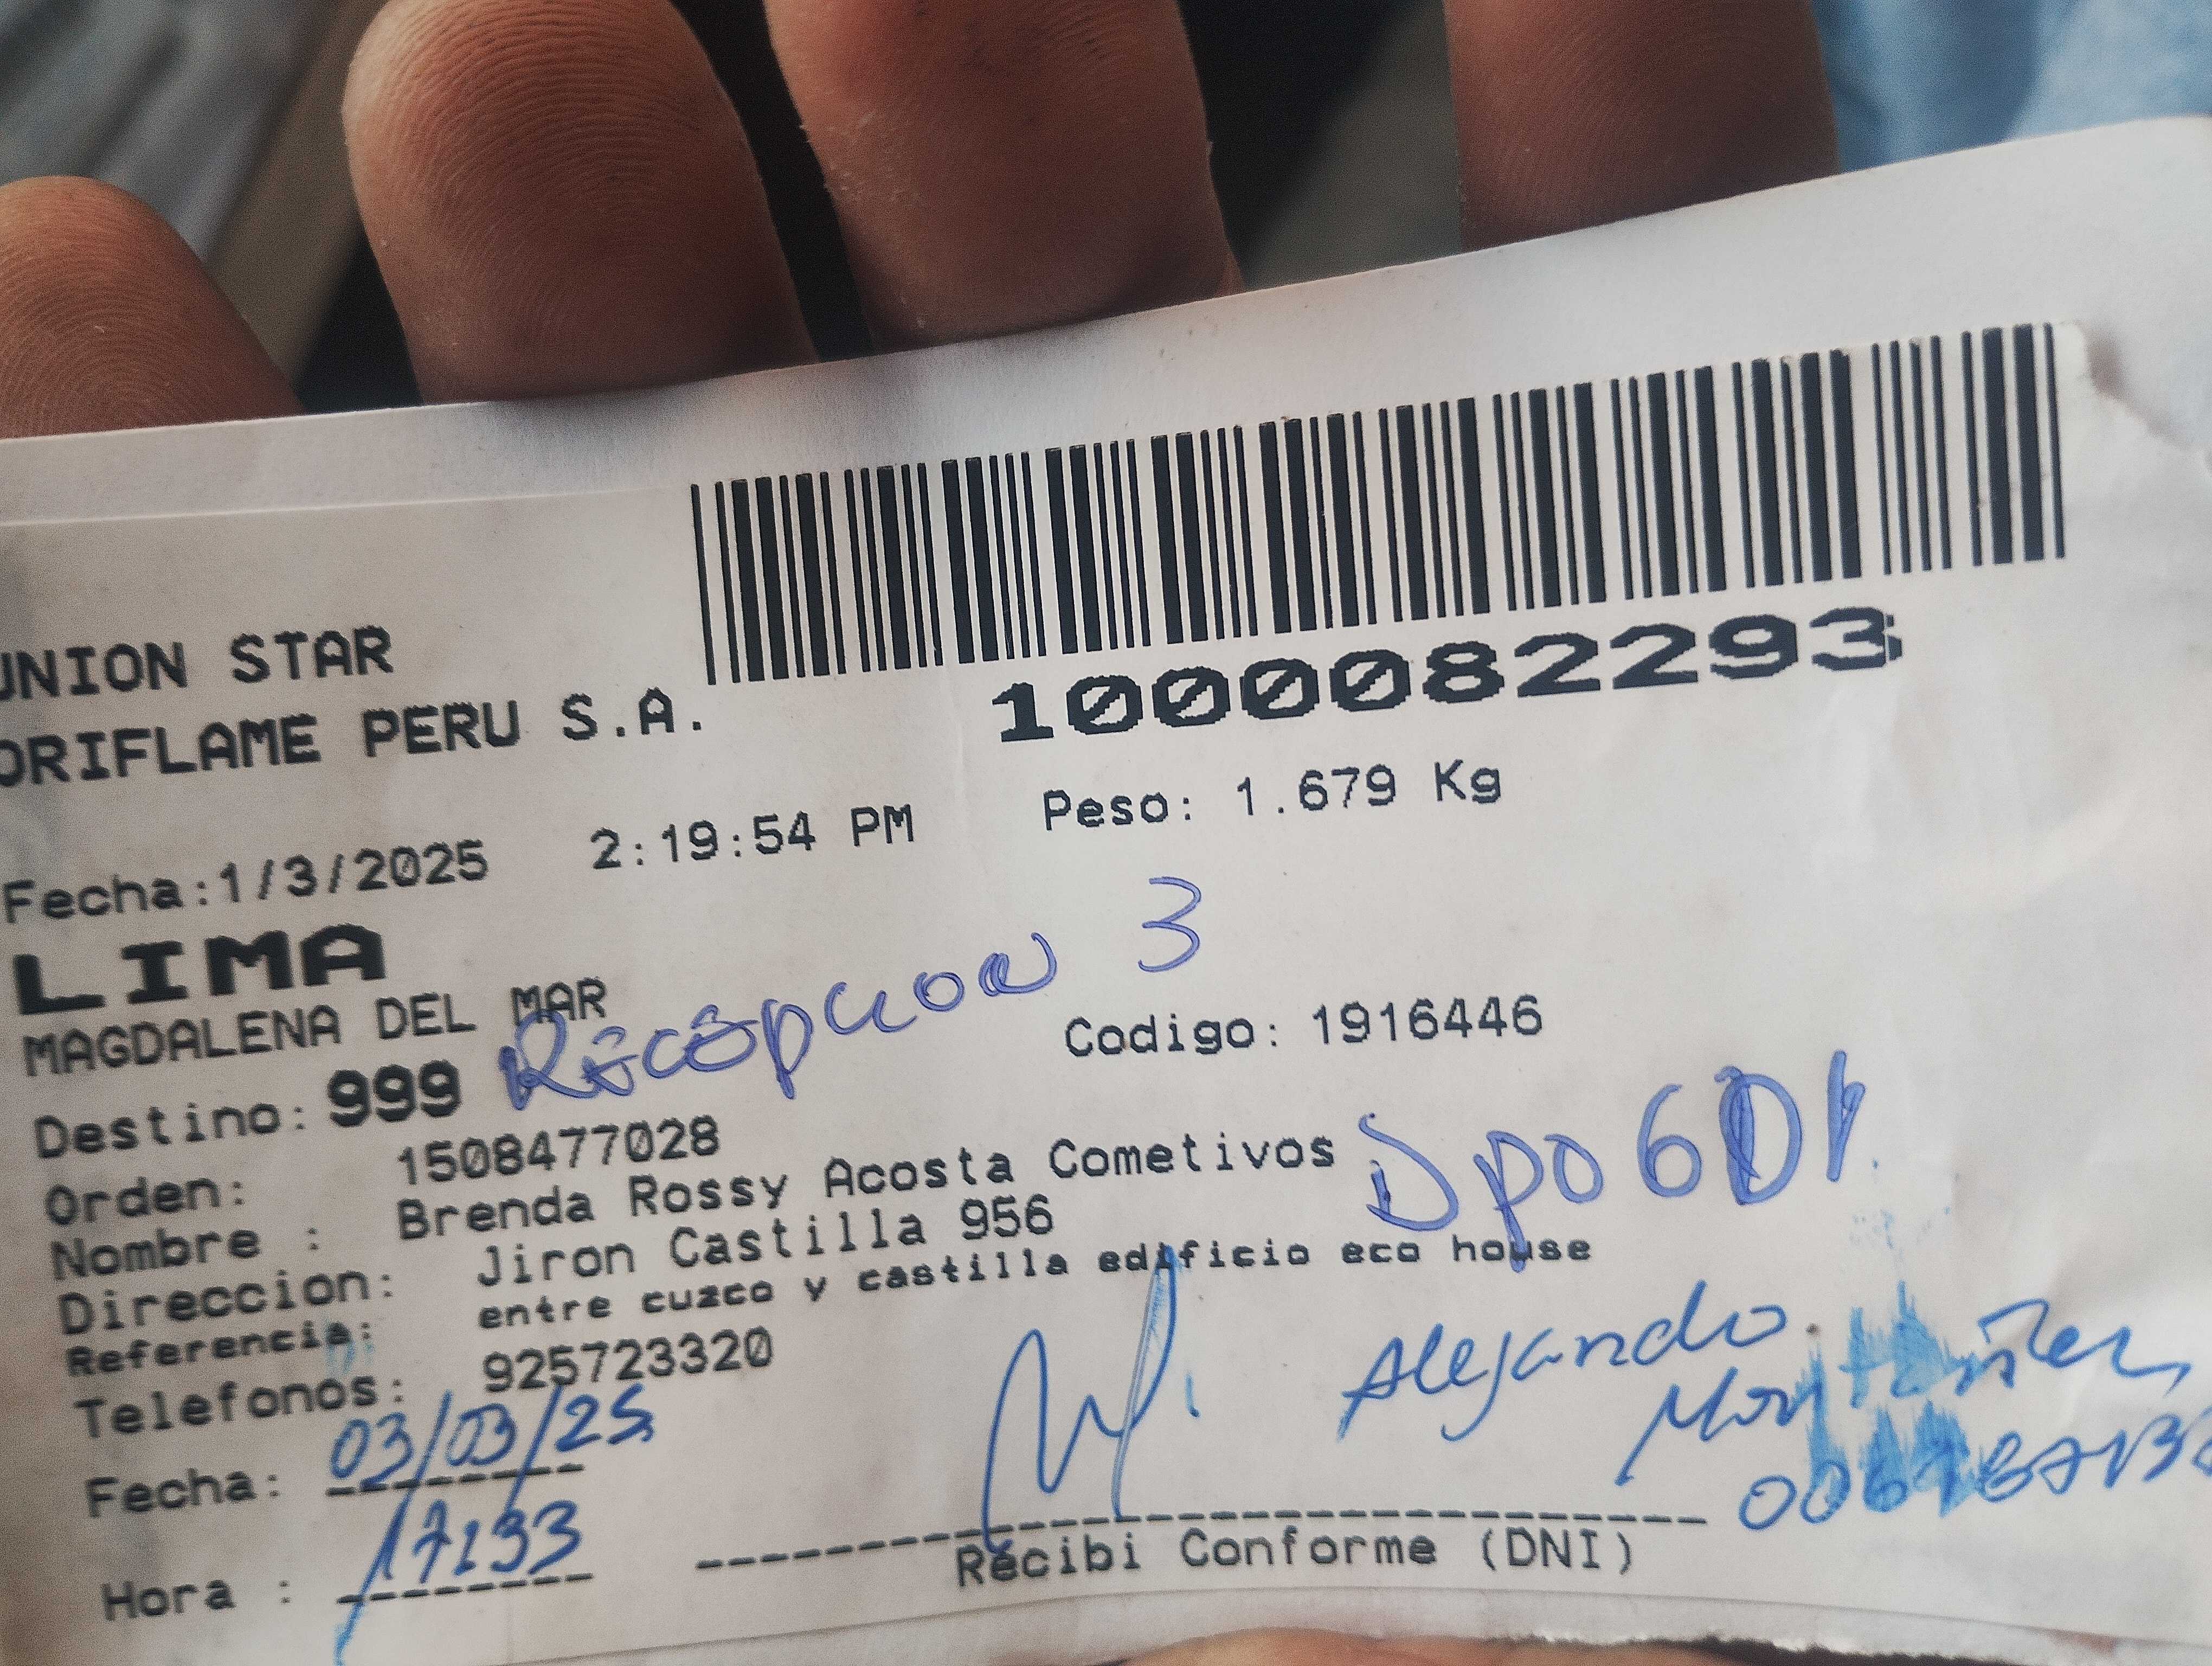 UNION STAR
ORIFLAME PERU S.A.
1000082293
Fecha:1/3/2025 2:19:54 PM Peso: 1.679 Kg
LIMA
MAGDALENA DEL MAR
Recepcion 3
Destino: 999 Codigo: 1916446
Orden: 1508477028
Nombre : Brenda Rossy Acosta Cometivos
Dpo 601
Direccion: Jiron Castilla 956
Referencia: entre cuzco y castilla edificio eco house
Telefonos: 925723320
Alejandro
Fecha: 03/03/25
Hora : 17:33
Recibi Conforme (DNI)